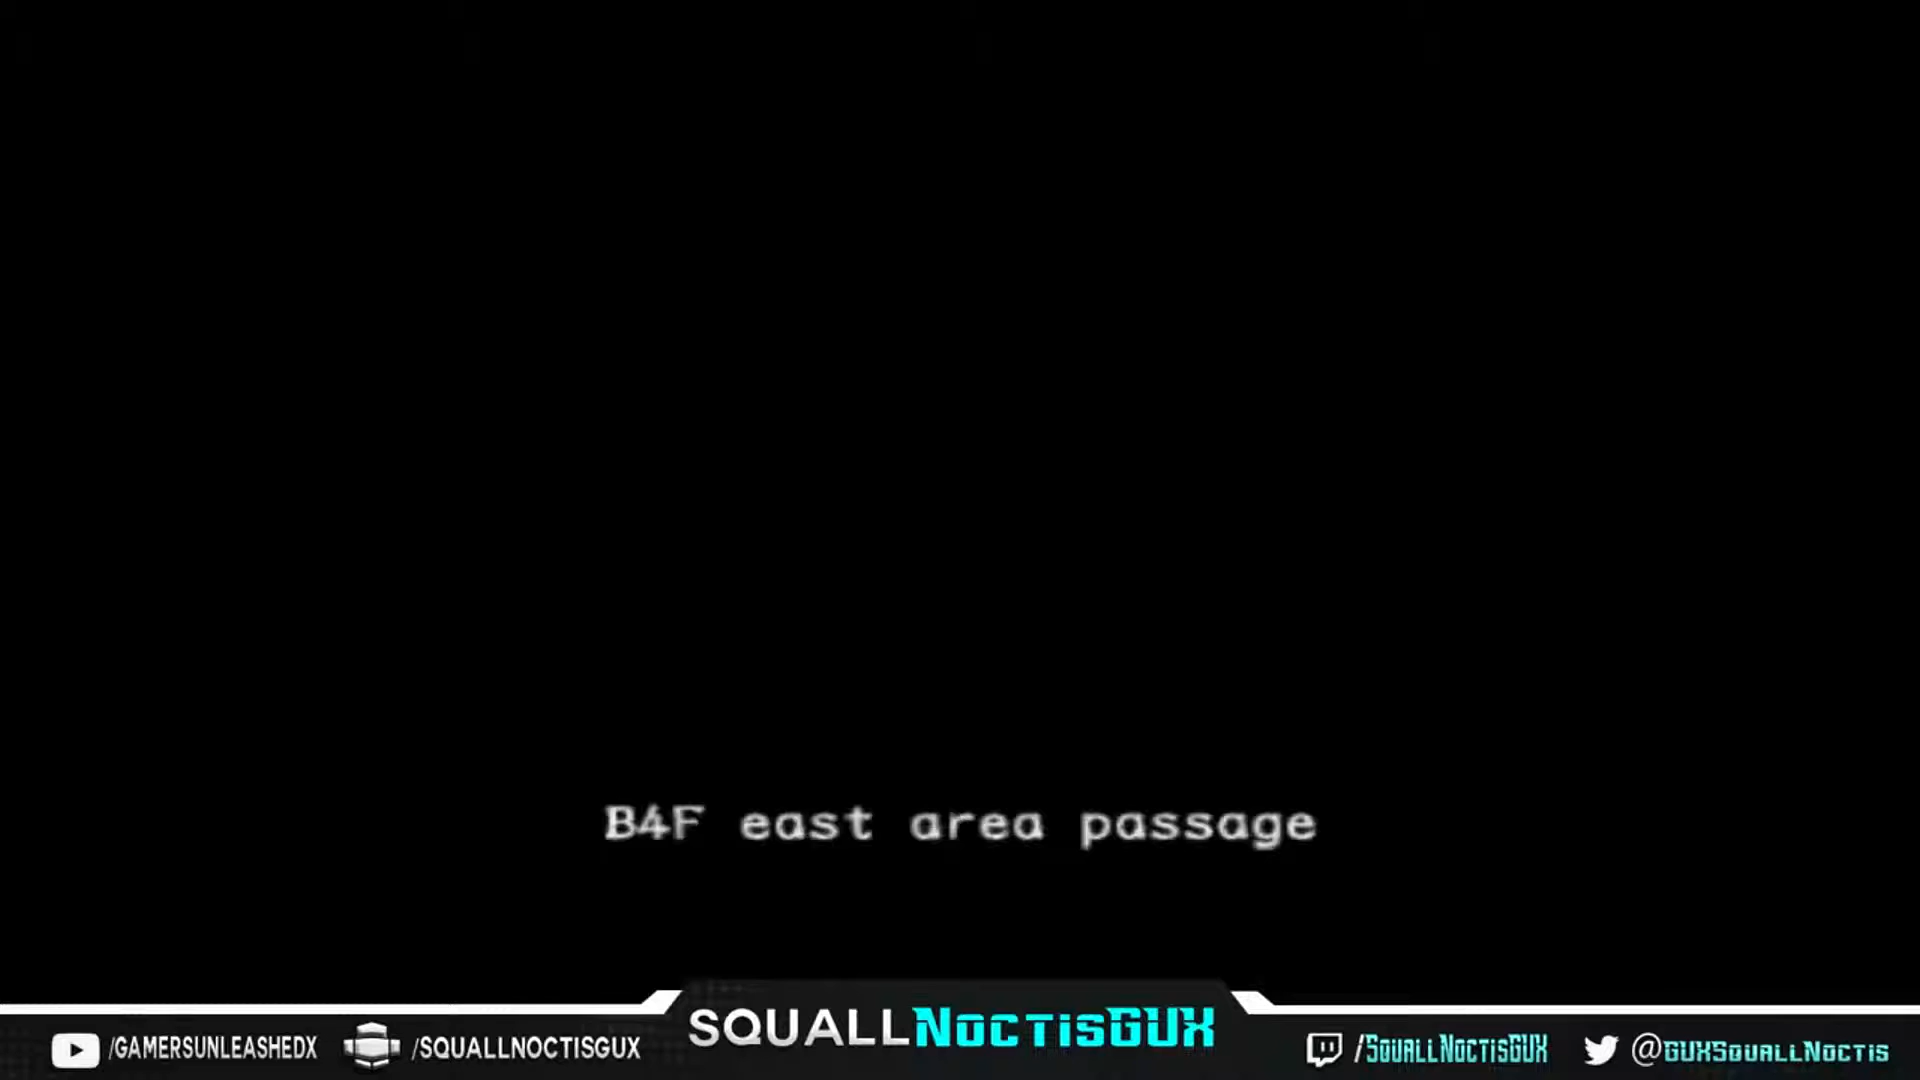 B4F east area passage
SQUALLNoctisGUX
/GAMERSUNLEASHEDX /SQUALLNOCTISGUX /SquallNoctisGUX @GUXSquallNoctis